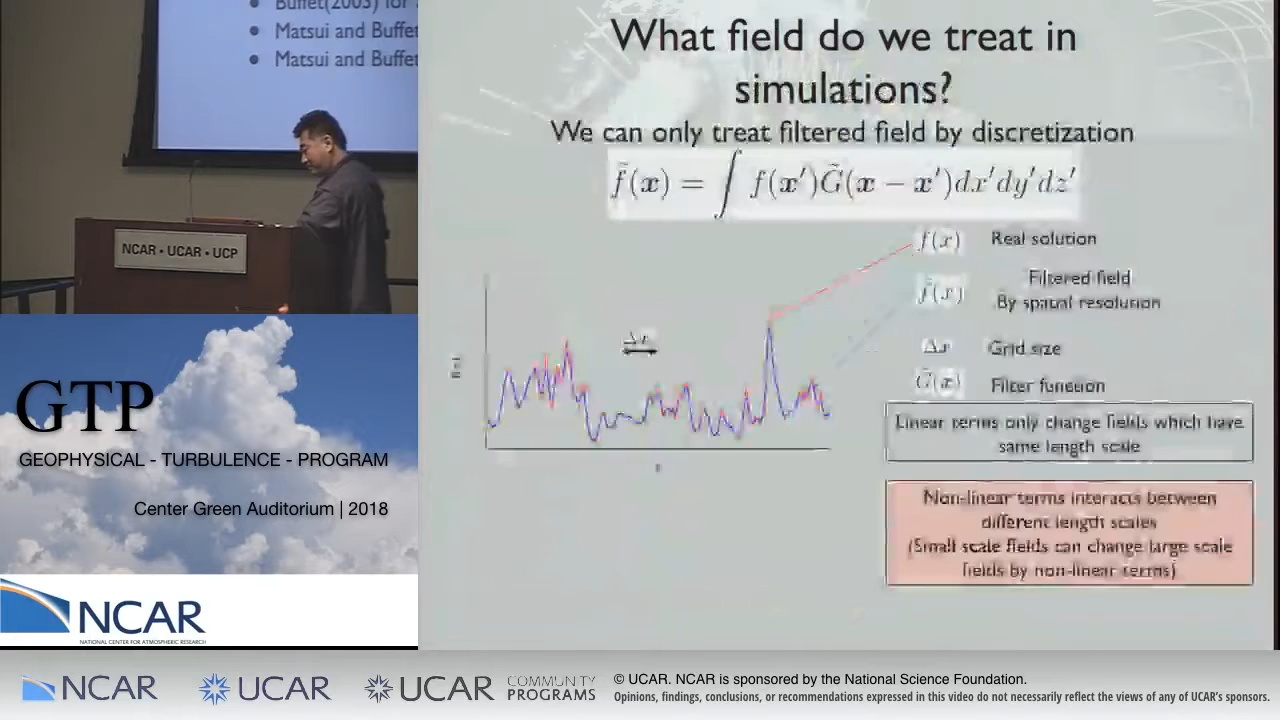 Buffet(2003) for
Matsui and Buffet
Matsui and Buffet
NCAR • UCAR • UCP
GTP
GEOPHYSICAL - TURBULENCE - PROGRAM
Center Green Auditorium | 2018
NCAR
NATIONAL CENTER FOR ATMOSPHERIC RESEARCH
What field do we treat in
simulations?
We can only treat filtered field by discretization
f̃(x) = ∫ f(x′)G̃(x − x′)dx′dy′dz′
f(x) Real solution
f̃(x) Filtered field
By spatial resolution
Δx
Δx Grid size
G̃(x) Filter function
Linear terms only change fields which have
same length scale
Non-linear terms interacts between
different length scales
(Small scale fields can change large scale
fields by non-linear terms)
NCAR UCAR UCAR COMMUNITY
PROGRAMS
© UCAR. NCAR is sponsored by the National Science Foundation.
Opinions, findings, conclusions, or recommendations expressed in this video do not necessarily reflect the views of any of UCAR's sponsors.